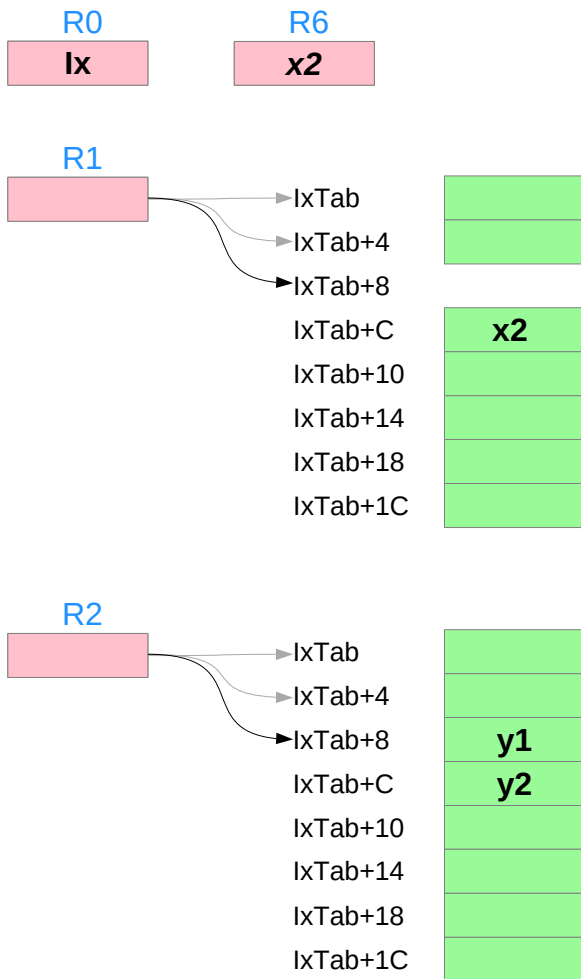 R0 R6
Ix x2
R1
IxTab
IxTab+4
IxTab+8
IxTab+C x2
IxTab+10
IxTab+14
IxTab+18
IxTab+1C
R2
IxTab
IxTab+4
IxTab+8 y1
IxTab+C y2
IxTab+10
IxTab+14
IxTab+18
IxTab+1C